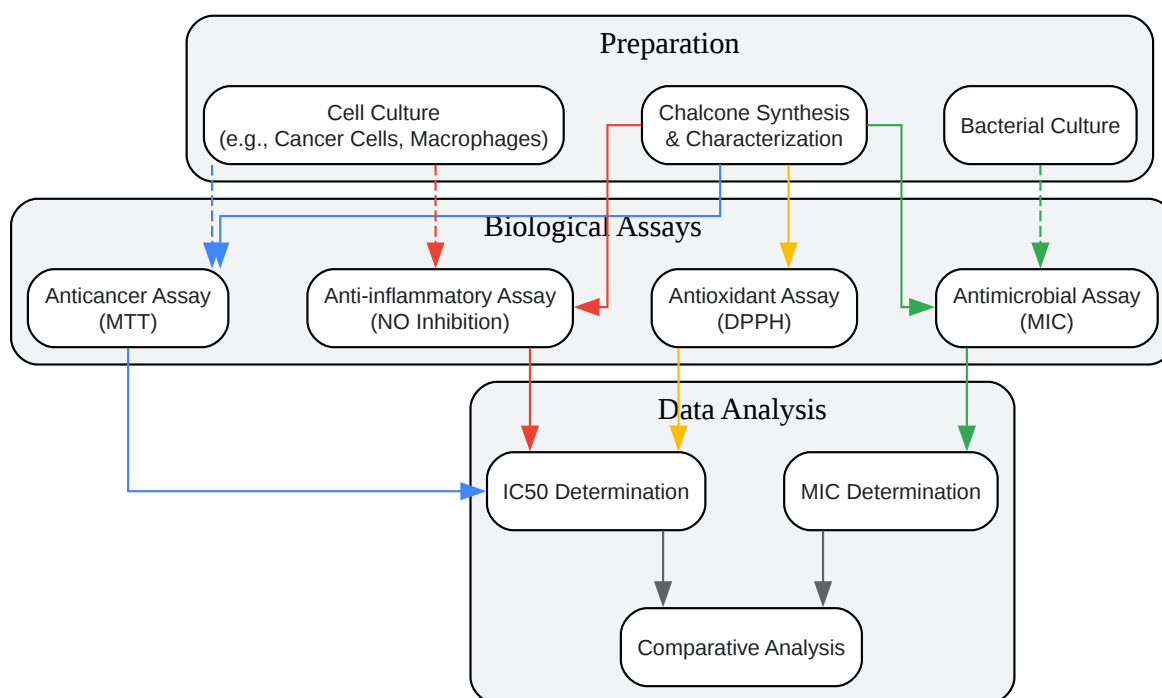 Preparation
Cell Culture
(e.g., Cancer Cells, Macrophages)
Chalcone Synthesis
& Characterization
Bacterial Culture
Biological Assays
Anticancer Assay
(MTT)
Anti-inflammatory Assay
(NO Inhibition)
Antioxidant Assay
(DPPH)
Antimicrobial Assay
(MIC)
Data Analysis
IC50 Determination
MIC Determination
Comparative Analysis